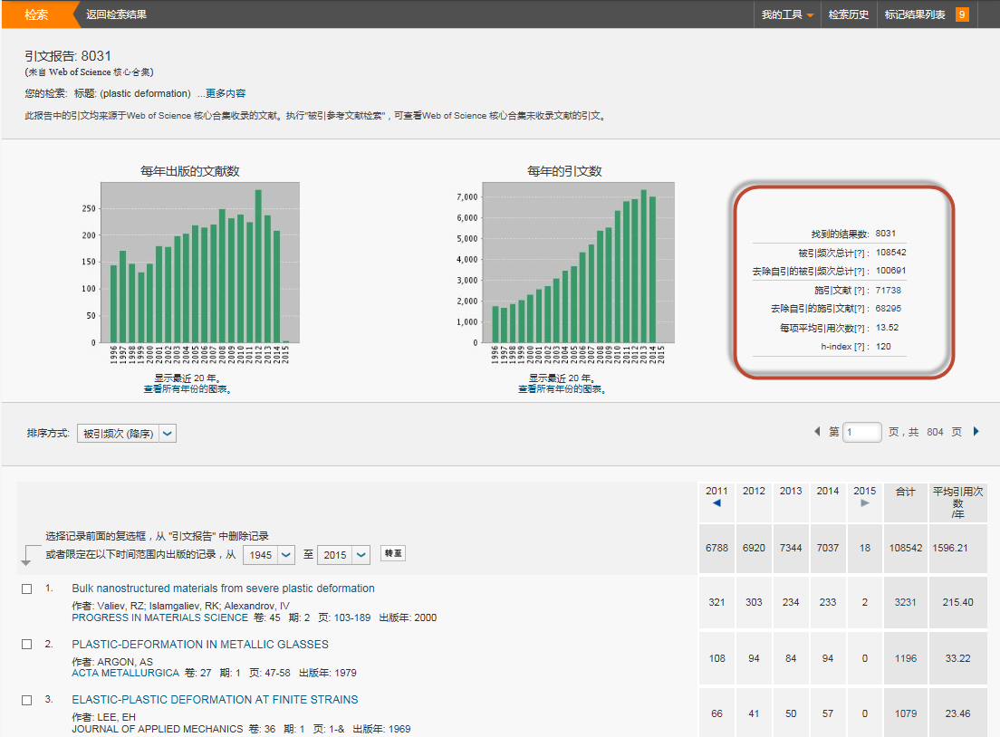 检索 返回检索结果 我的工具 检索历史 标记结果列表 9
引文报告: 8031
(来自 Web of Science 核心合集)
您的检索: 标题: (plastic deformation) ...更多内容
此报告中的引文均来源于Web of Science 核心合集收录的文献。执行"被引参考文献检索"，可查看Web of Science 核心合集未收录文献的引文。
每年出版的文献数
250
200
150
100
50
0
1996 1997 1998 1999 2000 2001 2002 2003 2004 2005 2006 2007 2008 2009 2010 2011 2012 2013 2014 2015
显示最近 20 年。
查看所有年份的图表。
每年的引文数
7,000
6,000
5,000
4,000
3,000
2,000
1,000
0
1996 1997 1998 1999 2000 2001 2002 2003 2004 2005 2006 2007 2008 2009 2010 2011 2012 2013 2014 2015
显示最近 20 年。
查看所有年份的图表。
找到的结果数: 8031
被引频次总计[?] : 108542
去除自引的被引频次总计[?] : 100691
施引文献 [?] : 71738
去除自引的施引文献[?] : 68295
每项平均引用次数[?] : 13.52
h-index [?] : 120
排序方式: 被引频次 (降序) 第 1 页，共 804 页
2011 2012 2013 2014 2015 合计 平均引用次
数
/年
选择记录前面的复选框，从 "引文报告" 中删除记录
或者限定在以下时间范围内出版的记录，从 1945 至 2015 转至
6788 6920 7344 7037 18 108542 1596.21
1. Bulk nanostructured materials from severe plastic deformation
作者: Valiev, RZ; Islamgaliev, RK; Alexandrov, IV
PROGRESS IN MATERIALS SCIENCE 卷: 45 期: 2 页: 103-189 出版年: 2000
321 303 234 233 2 3231 215.40
2. PLASTIC-DEFORMATION IN METALLIC GLASSES
作者: ARGON, AS
ACTA METALLURGICA 卷: 27 期: 1 页: 47-58 出版年: 1979
108 94 84 94 0 1196 33.22
3. ELASTIC-PLASTIC DEFORMATION AT FINITE STRAINS
作者: LEE, EH
JOURNAL OF APPLIED MECHANICS 卷: 36 期: 1 页: 1-& 出版年: 1969
66 41 50 57 0 1079 23.46